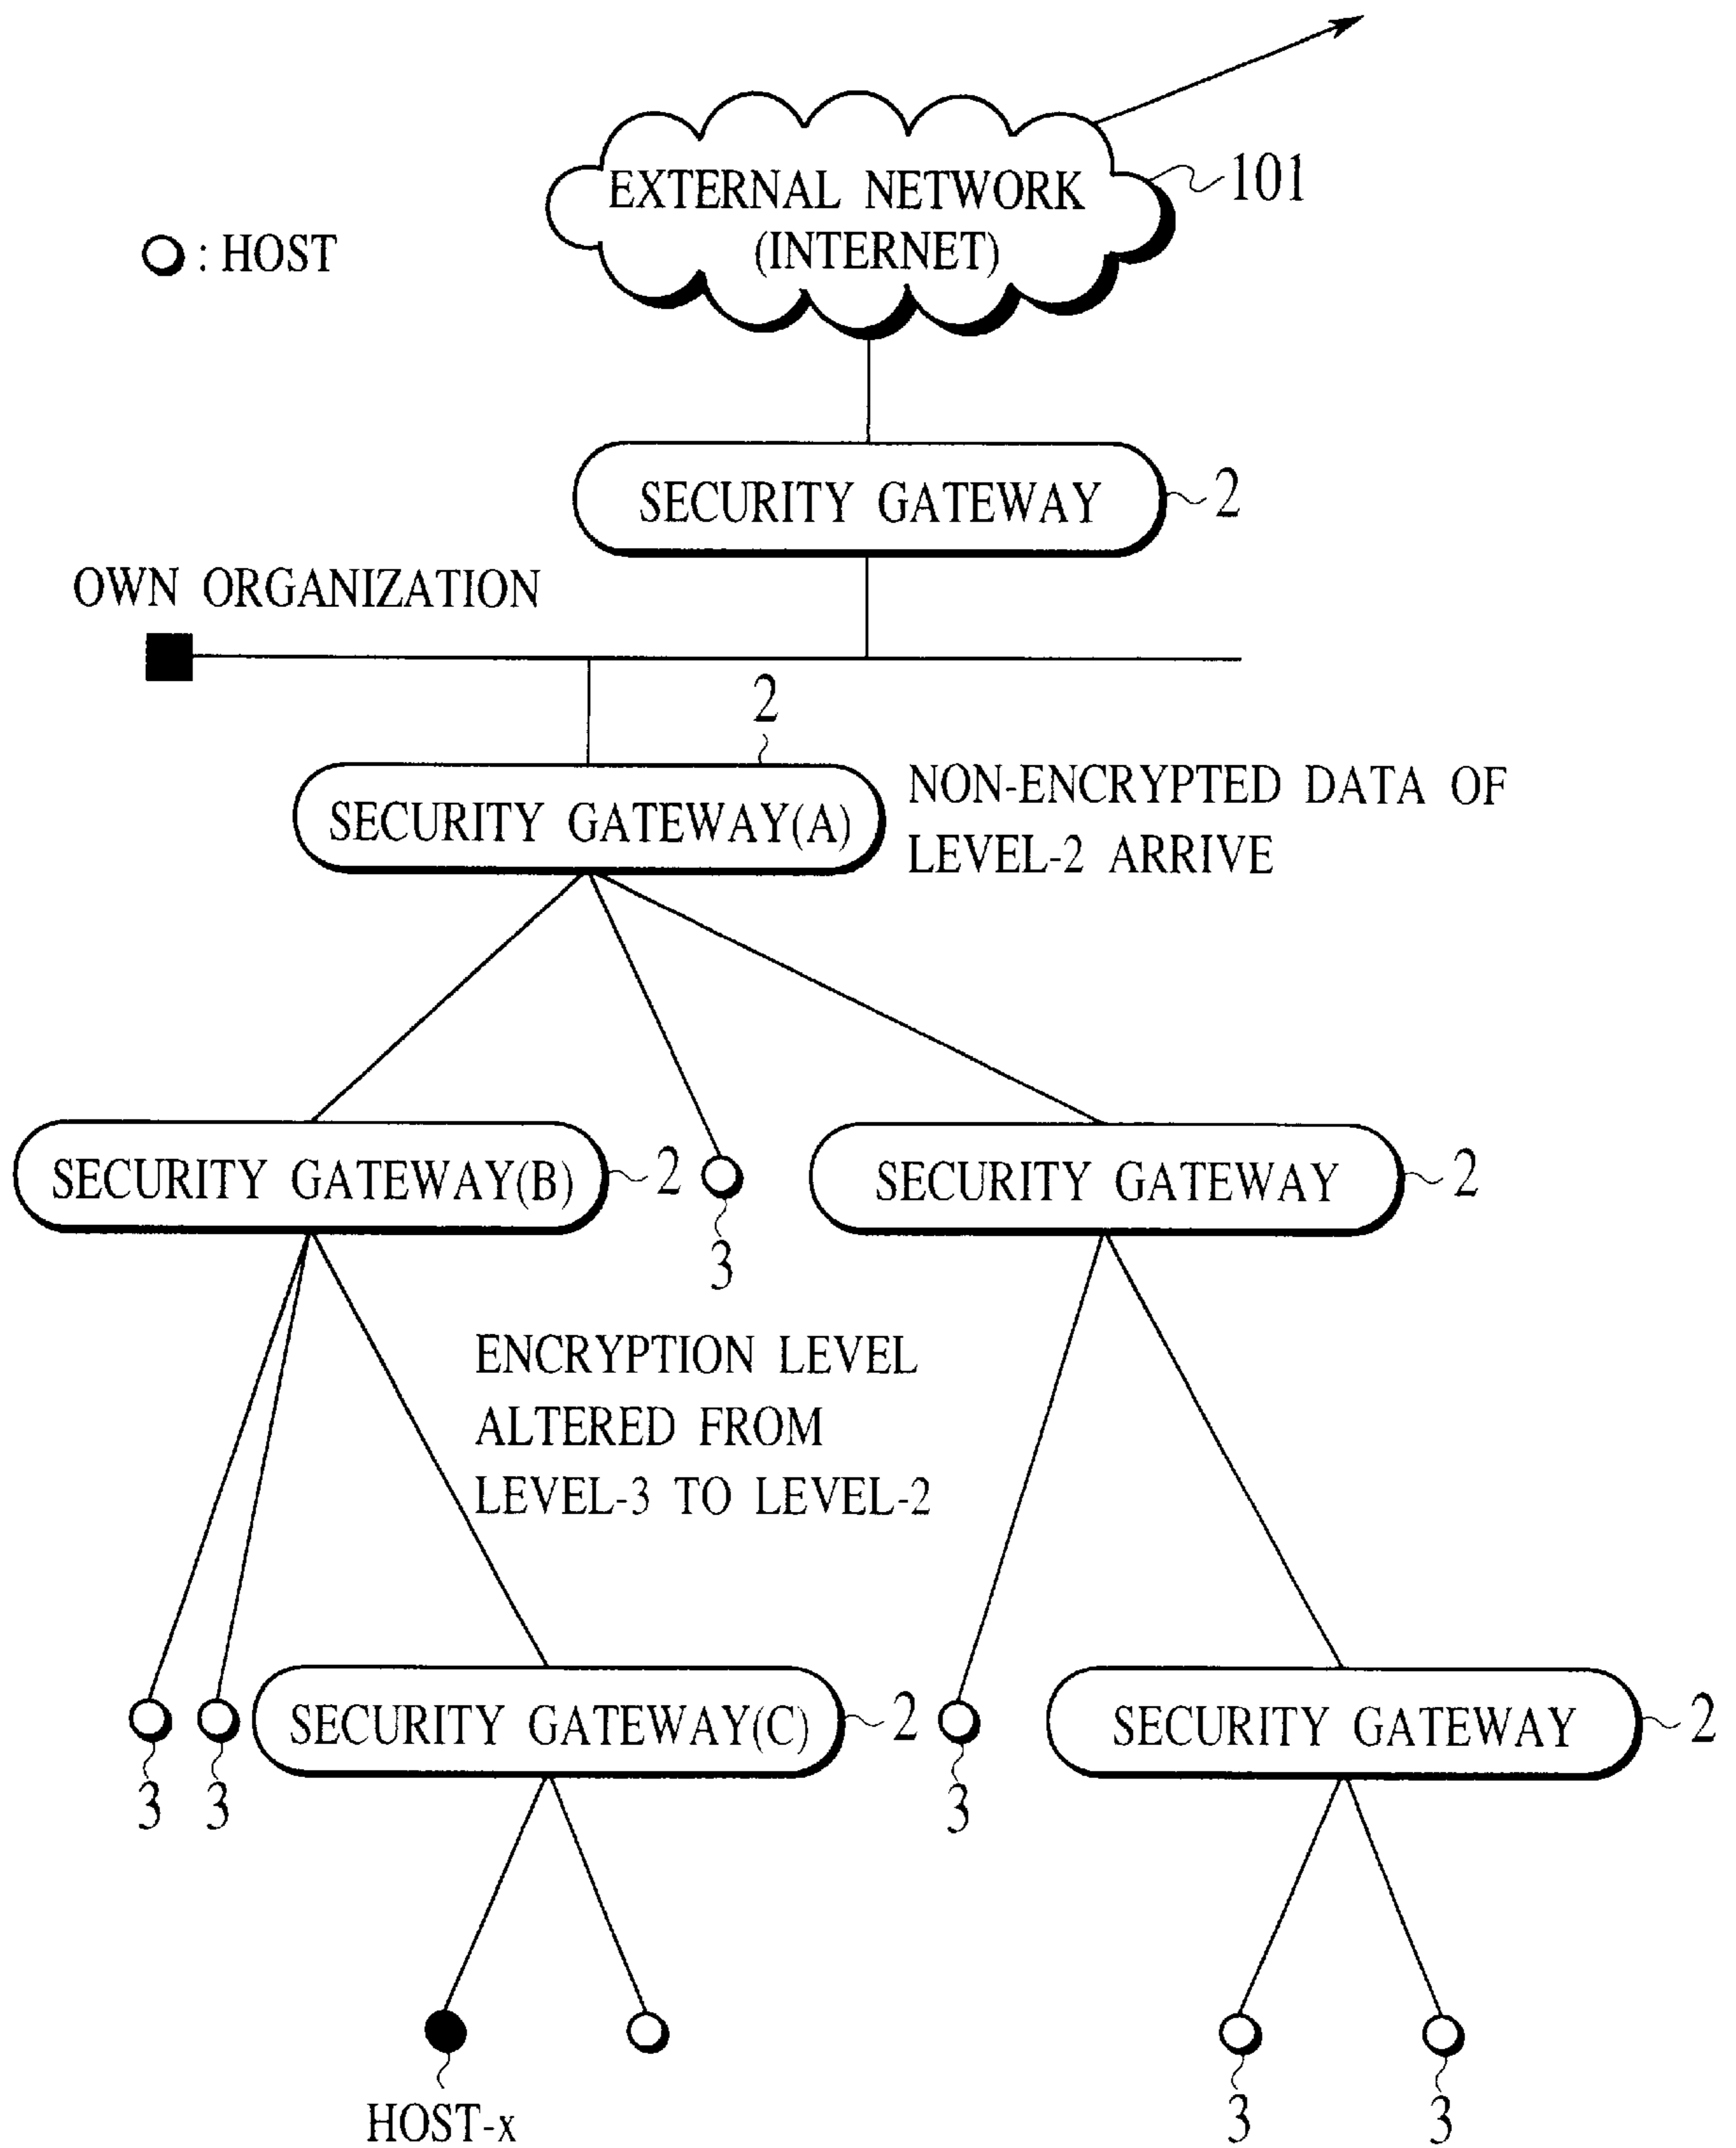 EXTERNAL NETWORK
(INTERNET)
101
: HOST
SECURITY GATEWAY
2
OWN ORGANIZATION
2
SECURITY GATEWAY(A)
NON-ENCRYPTED DATA OF
LEVEL-2 ARRIVE
SECURITY GATEWAY(B)
2
3
SECURITY GATEWAY
2
ENCRYPTION LEVEL
ALTERED FROM
LEVEL-3 TO LEVEL-2
3
3
SECURITY GATEWAY(C)
2
3
SECURITY GATEWAY
2
HOST-x
3
3